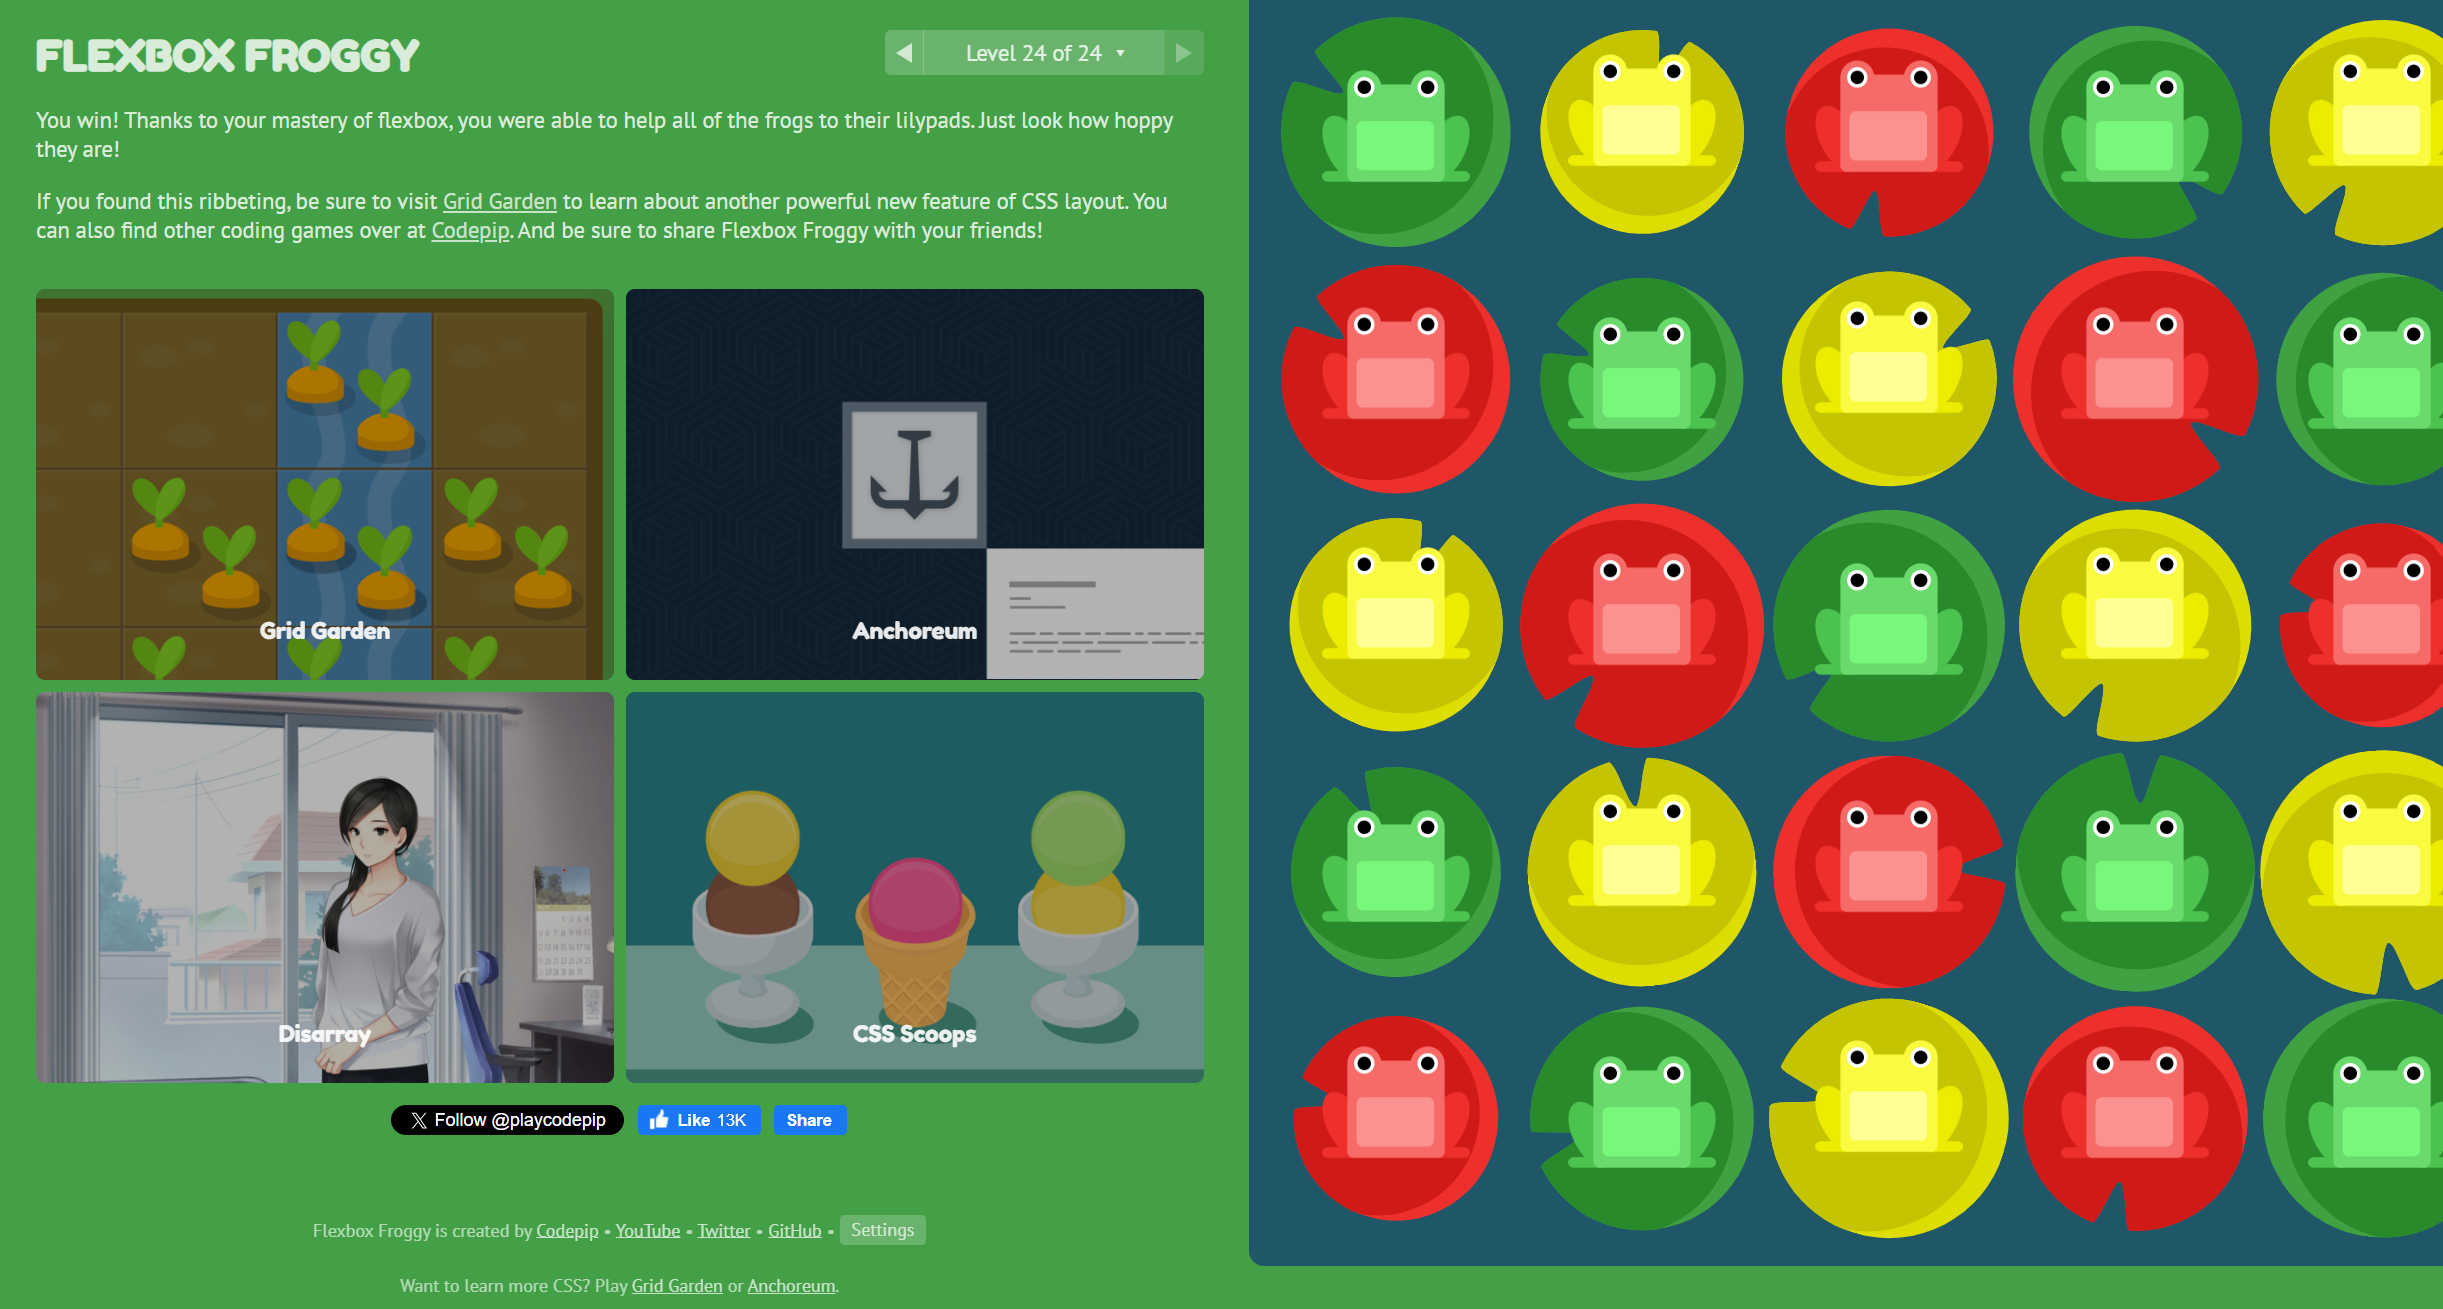 FLEXBOX FROGGY
Level 24 of 24
You win! Thanks to your mastery of flexbox, you were able to help all of the frogs to their lilypads. Just look how hoppy
they are!
If you found this ribbeting, be sure to visit Grid Garden to learn about another powerful new feature of CSS layout. You
can also find other coding games over at Codepip. And be sure to share Flexbox Froggy with your friends!
Grid Garden
Anchoreum
Disarray
CSS Scoops
Follow @playcodepip
Like 13K
Share
Flexbox Froggy is created by Codepip • YouTube • Twitter • GitHub • Settings
Want to learn more CSS? Play Grid Garden or Anchoreum.